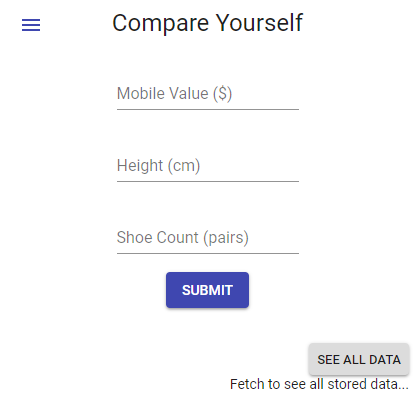 Compare Yourself
Mobile Value ($)
Height (cm)
Shoe Count (pairs)
SUBMIT
SEE ALL DATA
Fetch to see all stored data...